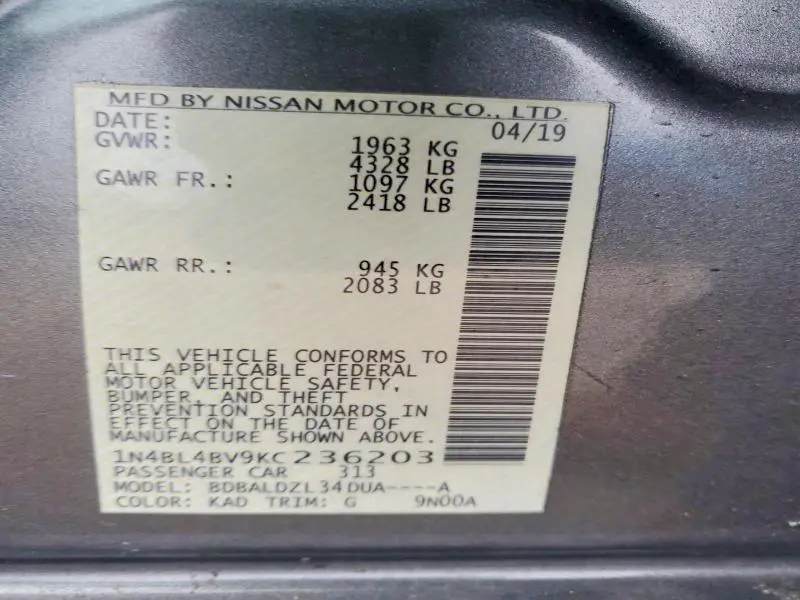 MFD BY NISSAN MOTOR CO., LTD.
DATE: 04/19
GVWR: 1963 KG
4328 LB
GAWR FR.: 1097 KG
2418 LB
GAWR RR.: 945 KG
2083 LB
THIS VEHICLE CONFORMS TO
ALL APPLICABLE FEDERAL
MOTOR VEHICLE SAFETY,
BUMPER, AND THEFT
PREVENTION STANDARDS IN
EFFECT ON THE DATE OF
MANUFACTURE SHOWN ABOVE.
1N4BL4BV9KC236203
PASSENGER CAR 313
MODEL: BDBALDZL34DUA----A
COLOR: KAD TRIM: G 9N00A